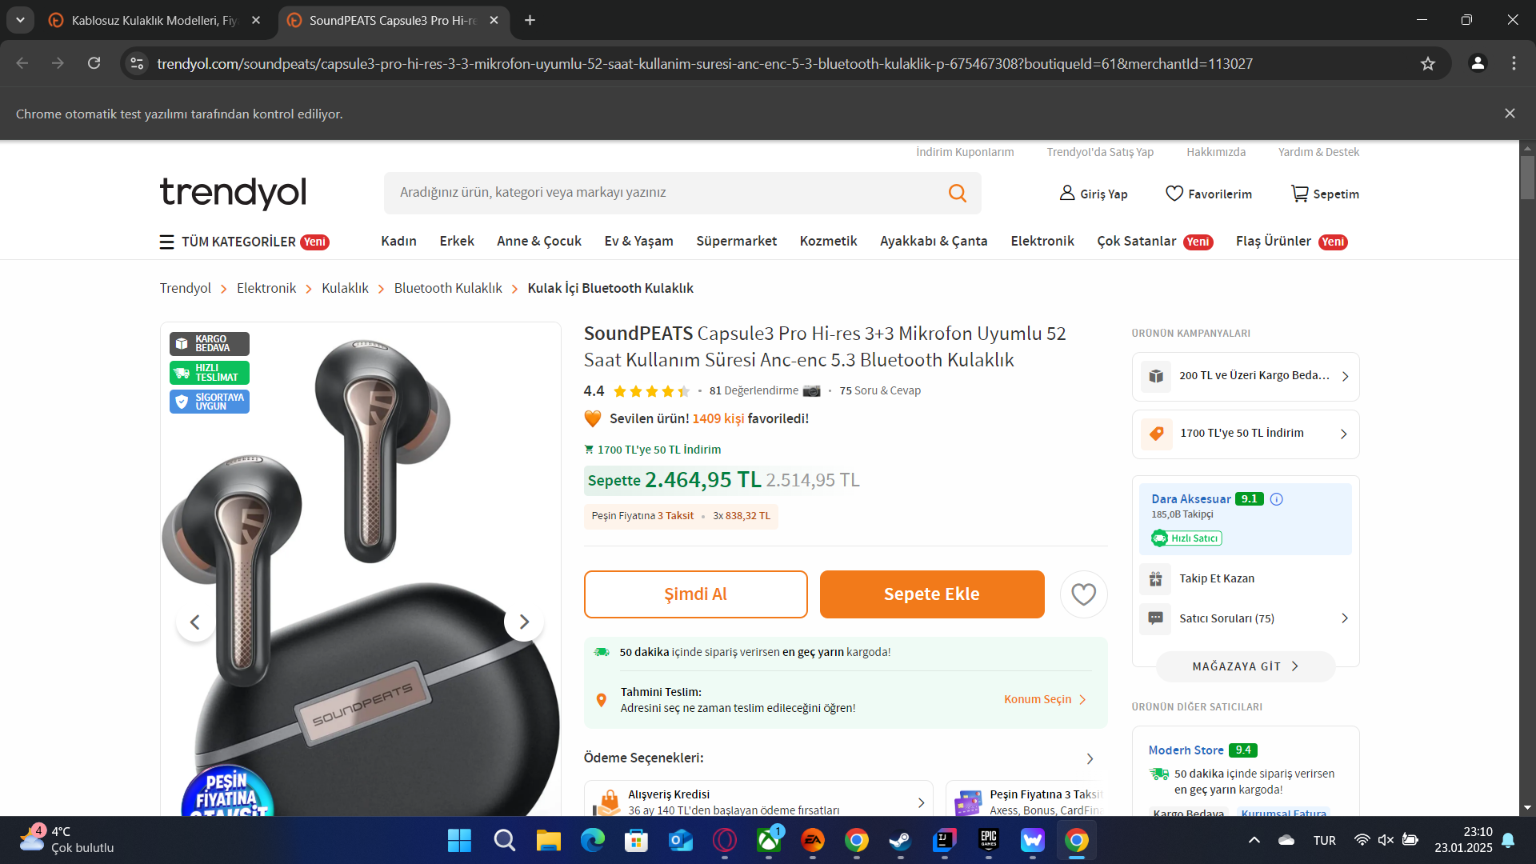 Kablosuz Kulaklık Modelleri, Fiy
SoundPEATS Capsule3 Pro Hi-re
trendyol.com/soundpeats/capsule3-pro-hi-res-3-3-mikrofon-uyumlu-52-saat-kullanim-suresi-anc-enc-5-3-bluetooth-kulaklik-p-675467308?boutiqueId=61&merchantId=113027
Chrome otomatik test yazılımı tarafından kontrol ediliyor.
İndirim Kuponlarım Trendyol'da Satış Yap Hakkımızda Yardım & Destek
trendyol
Aradığınız ürün, kategori veya markayı yazınız
Giriş Yap Favorilerim Sepetim
TÜM KATEGORİLER Yeni Kadın Erkek Anne & Çocuk Ev & Yaşam Süpermarket Kozmetik Ayakkabı & Çanta Elektronik Çok Satanlar Yeni Flaş Ürünler Yeni
Trendyol > Elektronik > Kulaklık > Bluetooth Kulaklık > Kulak İçi Bluetooth Kulaklık
KARGO
BEDAVA
HIZLI
TESLİMAT
SİGORTAYA
UYGUN
SOUNDPEATS
PEŞİN
FİYATINA
SoundPEATS Capsule3 Pro Hi-res 3+3 Mikrofon Uyumlu 52
Saat Kullanım Süresi Anc-enc 5.3 Bluetooth Kulaklık
4.4 • 81 Değerlendirme • 75 Soru & Cevap
Sevilen ürün! 1409 kişi favoriledi!
1700 TL'ye 50 TL İndirim
Sepette 2.464,95 TL 2.514,95 TL
Peşin Fiyatına 3 Taksit • 3x 838,32 TL
Şimdi Al
Sepete Ekle
50 dakika içinde sipariş verirsen en geç yarın kargoda!
Tahmini Teslim:
Adresini seç ne zaman teslim edileceğini öğren!
Konum Seçin
Ödeme Seçenekleri:
Alışveriş Kredisi
36 ay 140 TL'den başlayan ödeme fırsatları
Peşin Fiyatına 3 Taksit
Axess, Bonus, CardFin
ÜRÜNÜN KAMPANYALARI
200 TL ve Üzeri Kargo Beda...
1700 TL'ye 50 TL İndirim
Dara Aksesuar 9.1
185,0B Takipçi
Hızlı Satıcı
Takip Et Kazan
Satıcı Soruları (75)
MAĞAZAYA GİT
ÜRÜNÜN DİĞER SATICILARI
Moderh Store 9.4
50 dakika içinde sipariş verirsen
en geç yarın kargoda!
Kargo Bedava Kurumsal Fatura
4
4°C
Çok bulutlu
1
IJ
EPIC
GAMES
TUR
23:10
23.01.2025